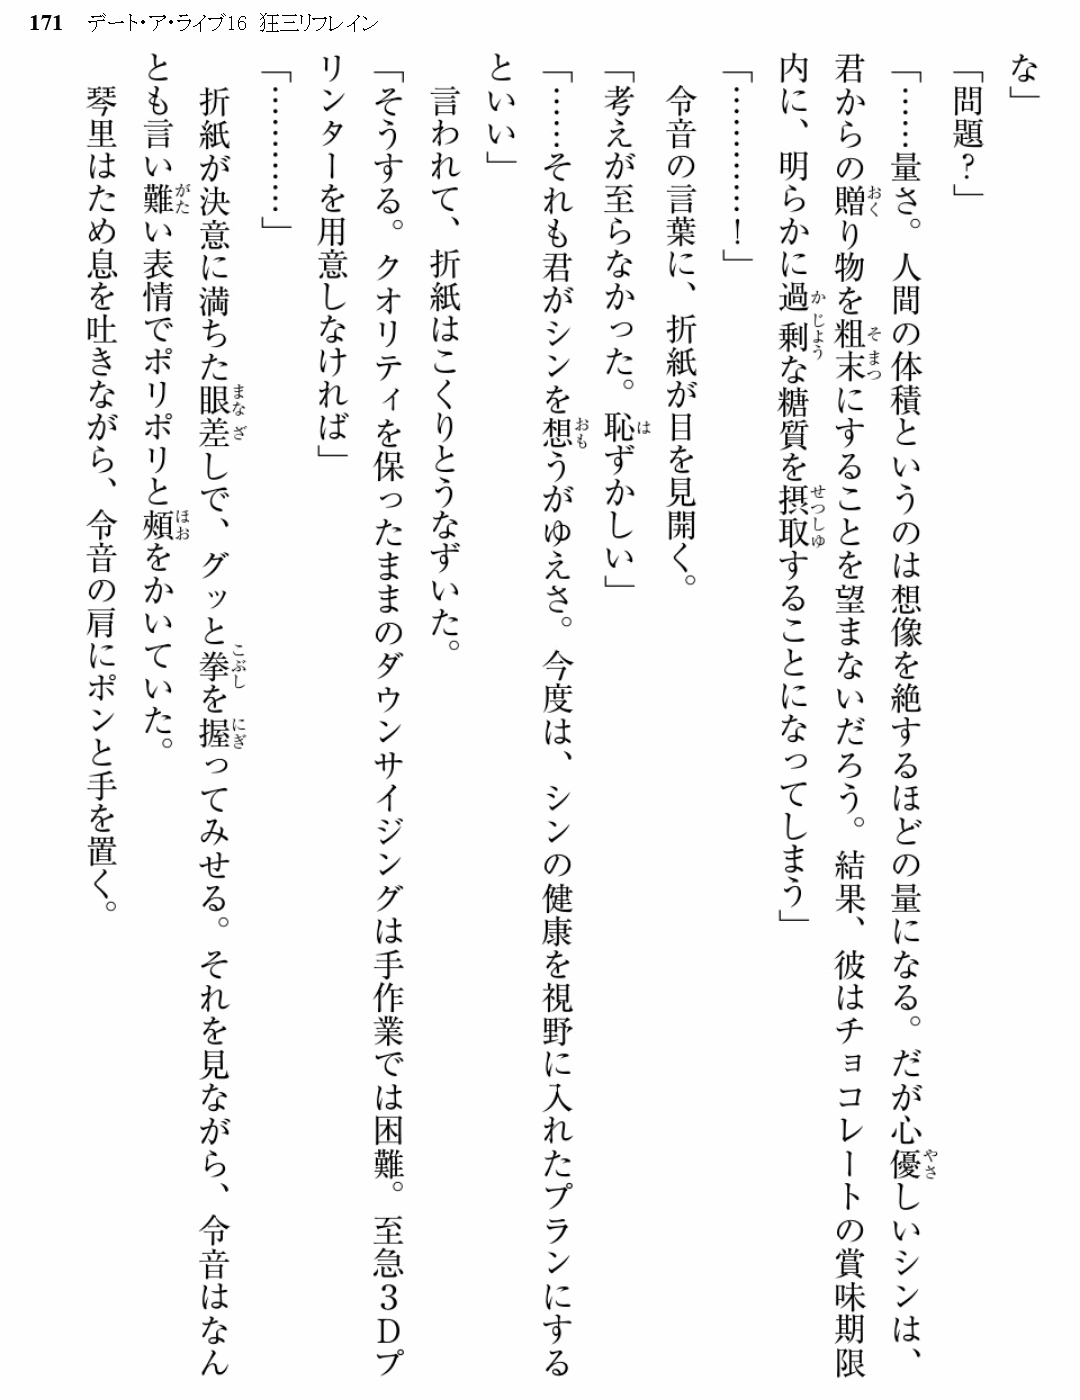 171 デート・ア・ライブ16 狂三リフレイン
な」
「問題？」
「……量さ。人間の体積というのは想像を絶するほどの量になる。だが心優しいシンは、
君からの贈り物を粗末にすることを望まないだろう。結果、彼はチョコレートの賞味期限
内に、明らかに過剰な糖質を摂取することになってしまう」
「…………！」
令音の言葉に、折紙が目を見開く。
「考えが至らなかった。恥ずかしい」
「……それも君がシンを想うがゆえさ。今度は、シンの健康を視野に入れたプランにする
といい」
言われて、折紙はこくりとうなずいた。
「そうする。クオリティを保ったままのダウンサイジングは手作業では困難。至急３Ｄプ
リンターを用意しなければ」
「…………」
折紙が決意に満ちた眼差しで、グッと拳を握ってみせる。それを見ながら、令音はなん
とも言い難い表情でポリポリと頰をかいていた。
琴里はため息を吐きながら、令音の肩にポンと手を置く。